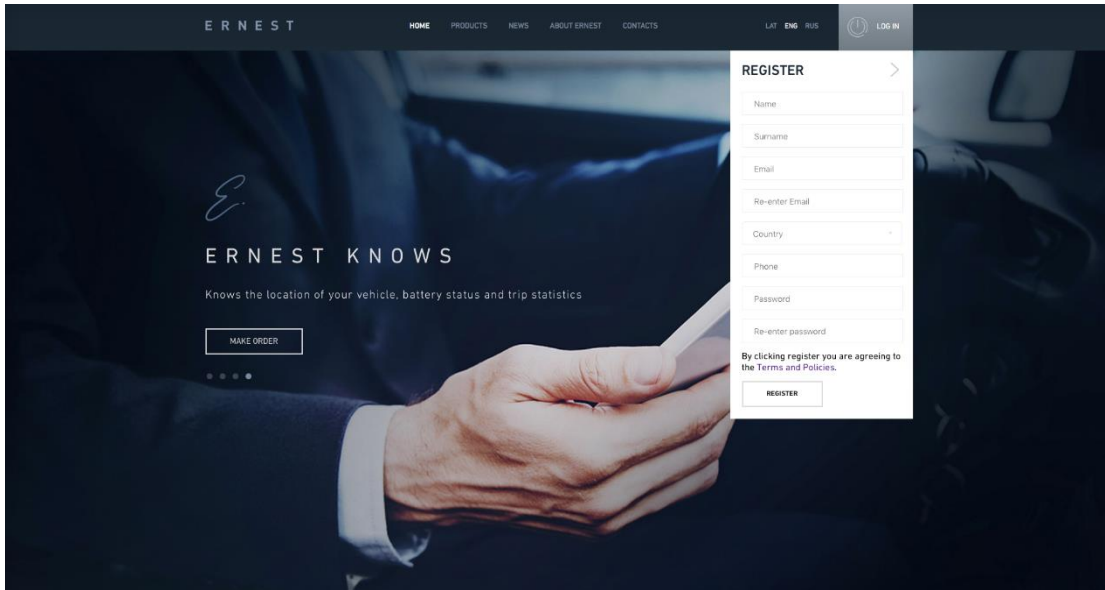 ERNEST
HOME PRODUCTS NEWS ABOUT ERNEST CONTACTS
LAT ENG RUS
LOG IN
E.
ERNEST KNOWS
Knows the location of your vehicle, battery status and trip statistics
MAKE ORDER
REGISTER
Name
Surname
Email
Re-enter Email
Country
Phone
Password
Re-enter password
By clicking register you are agreeing to
the Terms and Policies.
REGISTER